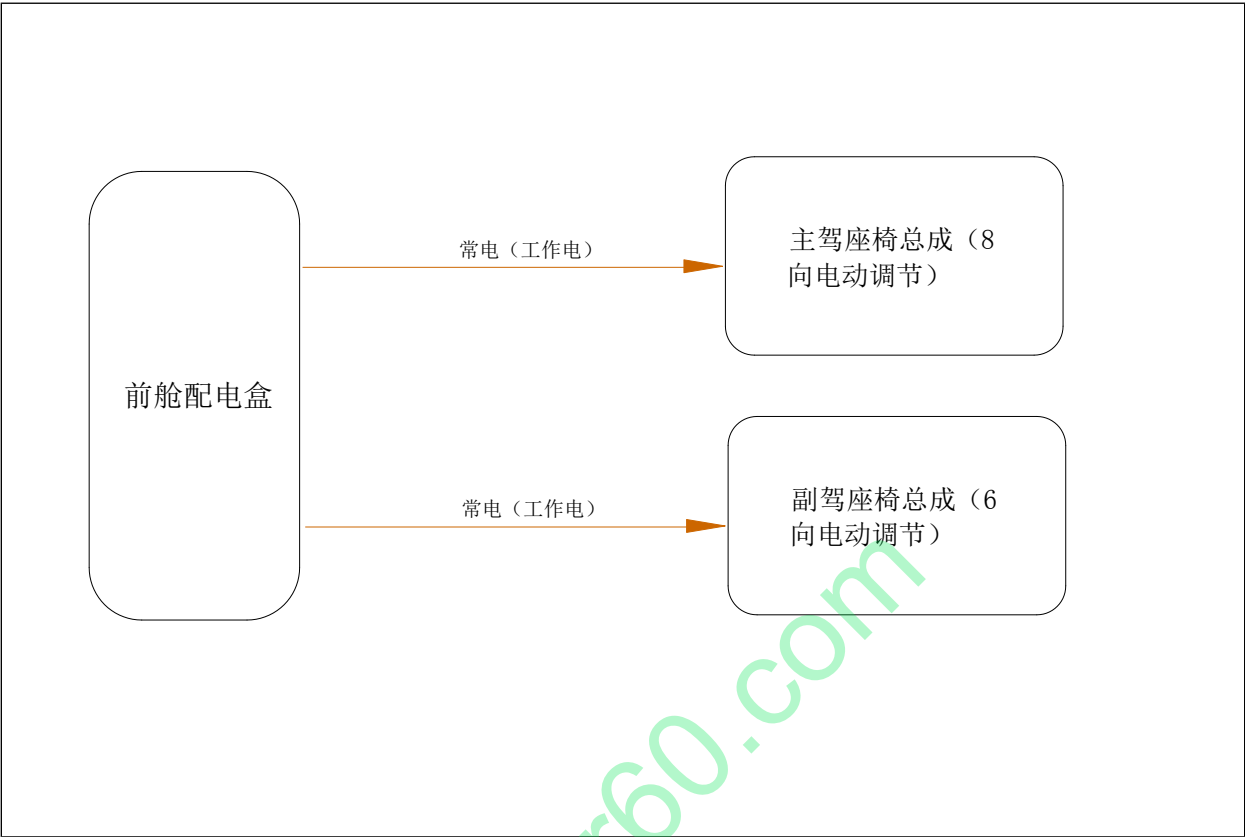 常电（工作电）
主驾座椅总成（8
向电动调节）
前舱配电盒
常电（工作电）
副驾座椅总成（6
向电动调节）
r60.com